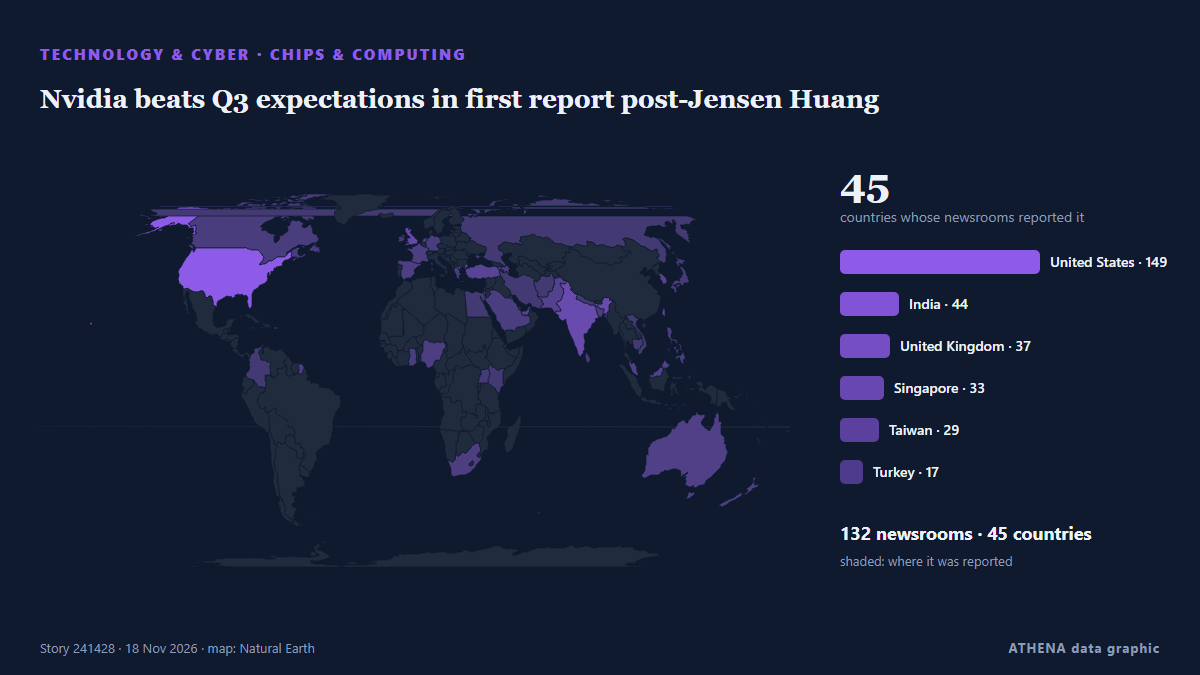 TECHNOLOGY & CYBER · CHIPS & COMPUTING
Nvidia beats Q3 expectations in first report post-Jensen Huang
45
countries whose newsrooms reported it
United States · 149
India · 44
United Kingdom · 37
Singapore · 33
Taiwan · 29
Turkey · 17
132 newsrooms · 45 countries
shaded: where it was reported
Story 241428 · 18 Nov 2026 · map: Natural Earth
ATHENA data graphic